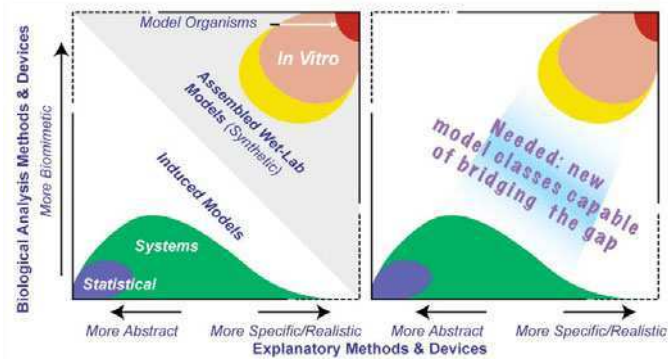 Model Organisms
In Vitro
Assembled Wet-Lab
Models (Synthetic)
Induced Models
Systems
Statistical
Biological Analysis Methods & Devices
More Biomimetic
More Abstract
More Specific/Realistic
Needed: new
model classes capable
of bridging the gap
More Abstract
More Specific/Realistic
Explanatory Methods & Devices